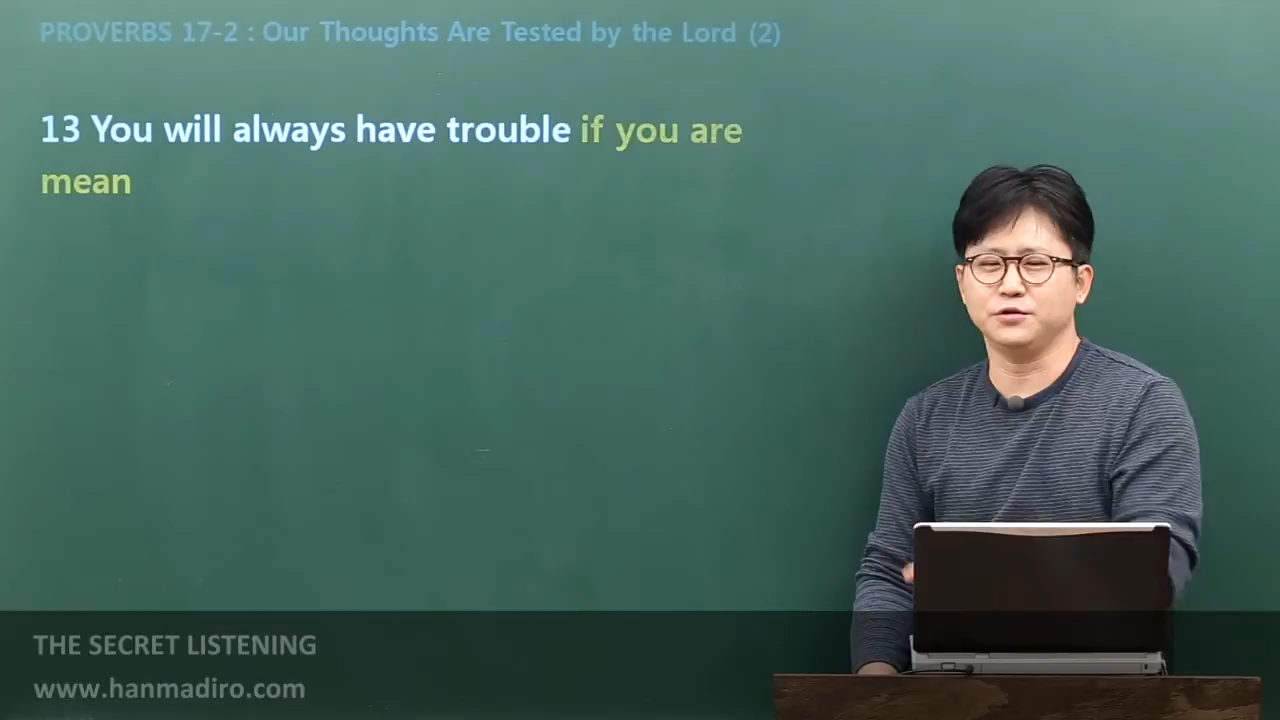 PROVERBS 17-2 : Our Thoughts Are Tested by the Lord (2)
13 You will always have trouble if you are
mean
THE SECRET LISTENING
www.hanmadiro.com